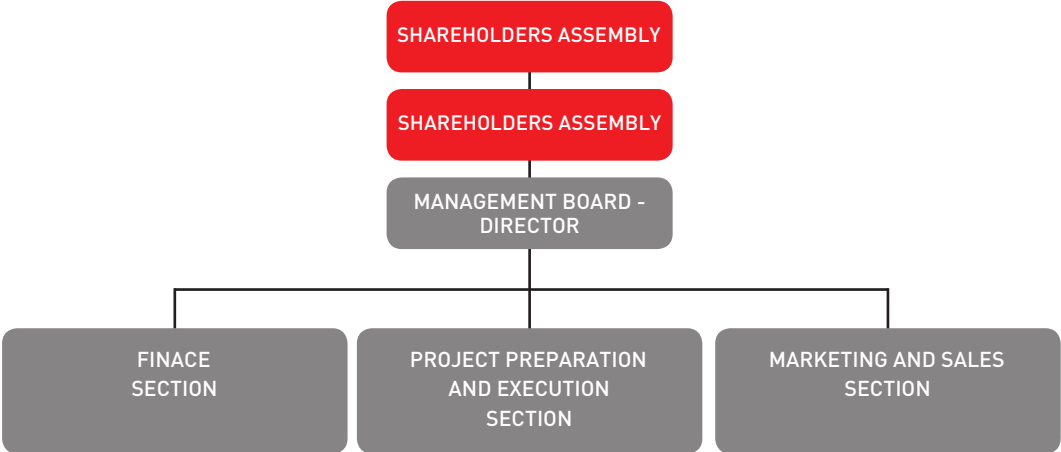 SHAREHOLDERS ASSEMBLY
SHAREHOLDERS ASSEMBLY
MANAGEMENT BOARD -
DIRECTOR
FINACE
SECTION
PROJECT PREPARATION
AND EXECUTION
SECTION
MARKETING AND SALES
SECTION